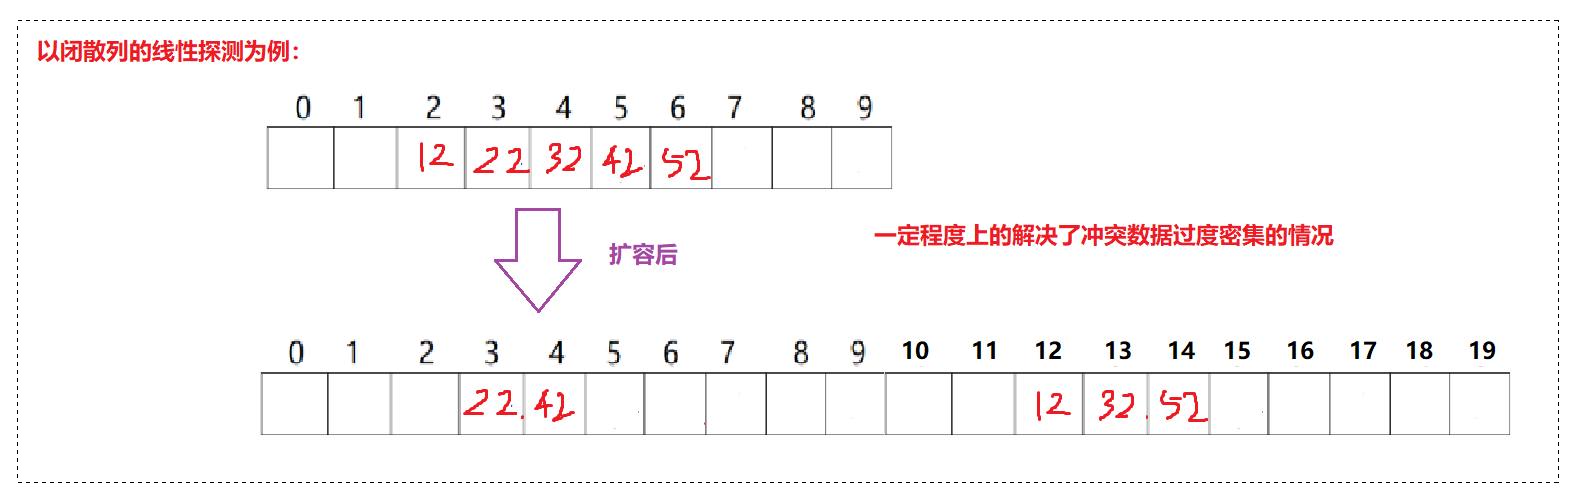 以闭散列的线性探测为例：
0 1 2 3 4 5 6 7 8 9
12 22 32 42 52
扩容后
一定程度上的解决了冲突数据过度密集的情况
0 1 2 3 4 5 6 7 8 9 10 11 12 13 14 15 16 17 18 19
22 42 12 32 52